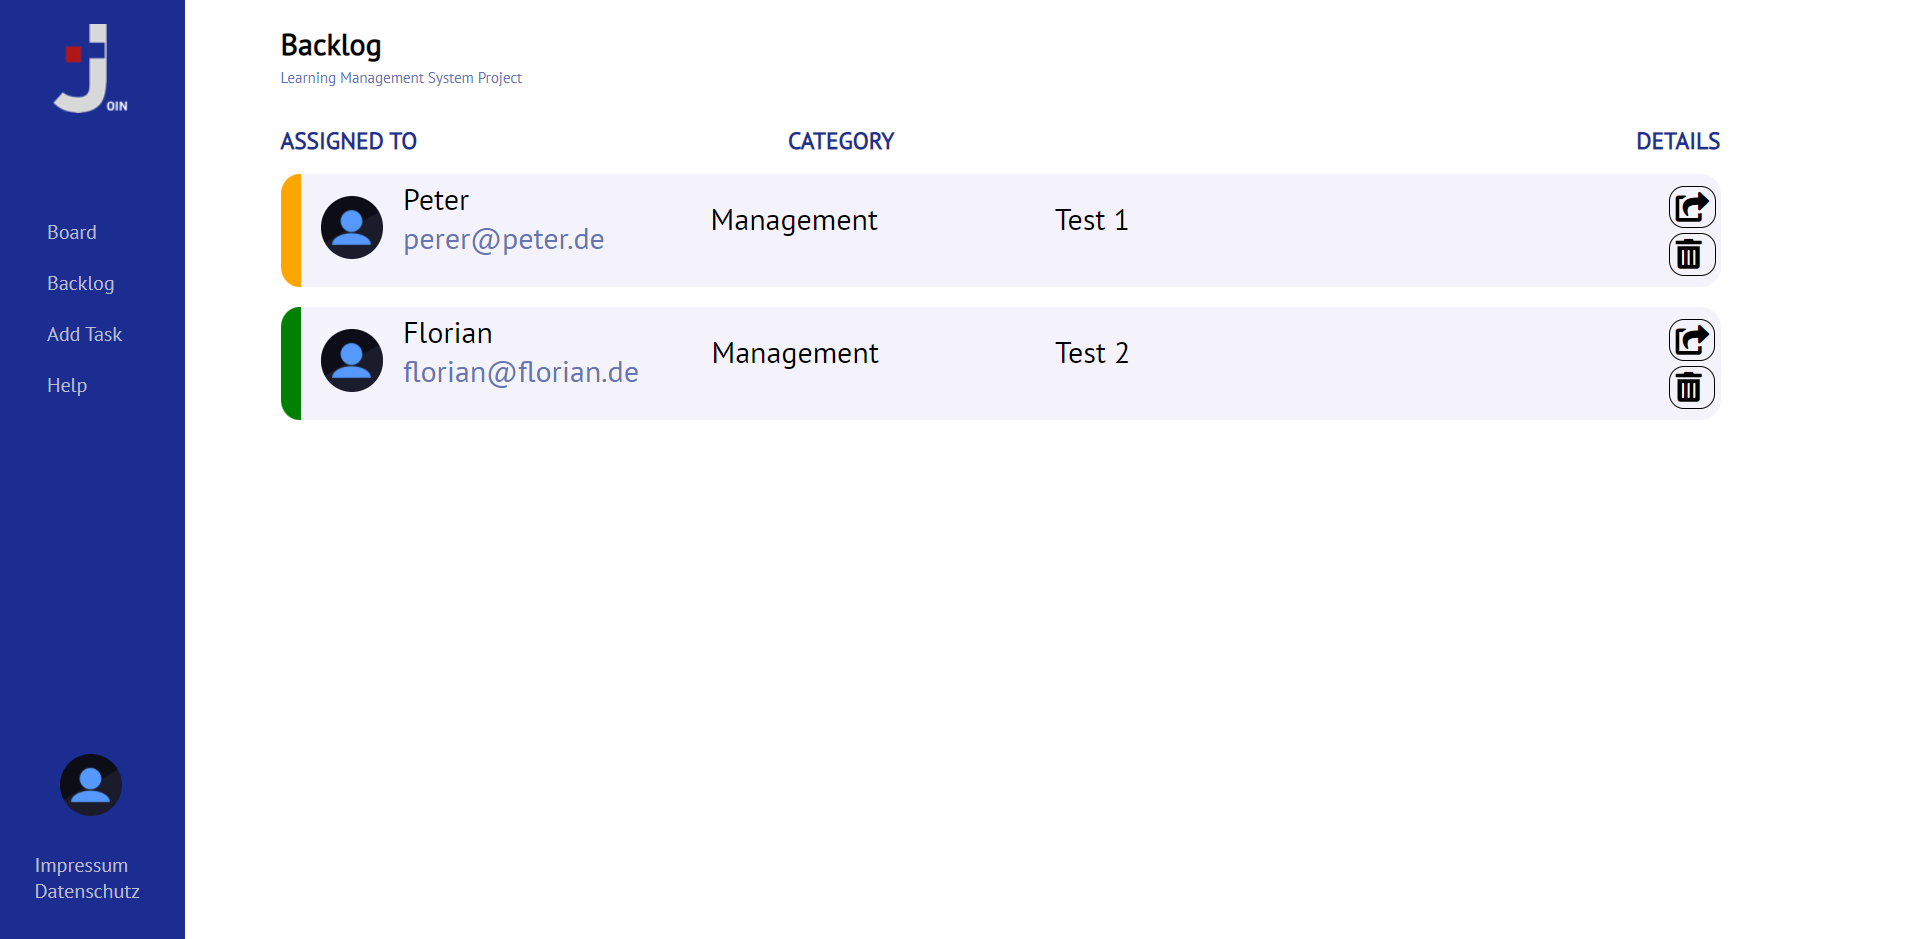 JOIN
Board
Backlog
Add Task
Help
Impressum
Datenschutz
Backlog
Learning Management System Project
ASSIGNED TO CATEGORY DETAILS
Peter
perer@peter.de
Management
Test 1
Florian
florian@florian.de
Management
Test 2